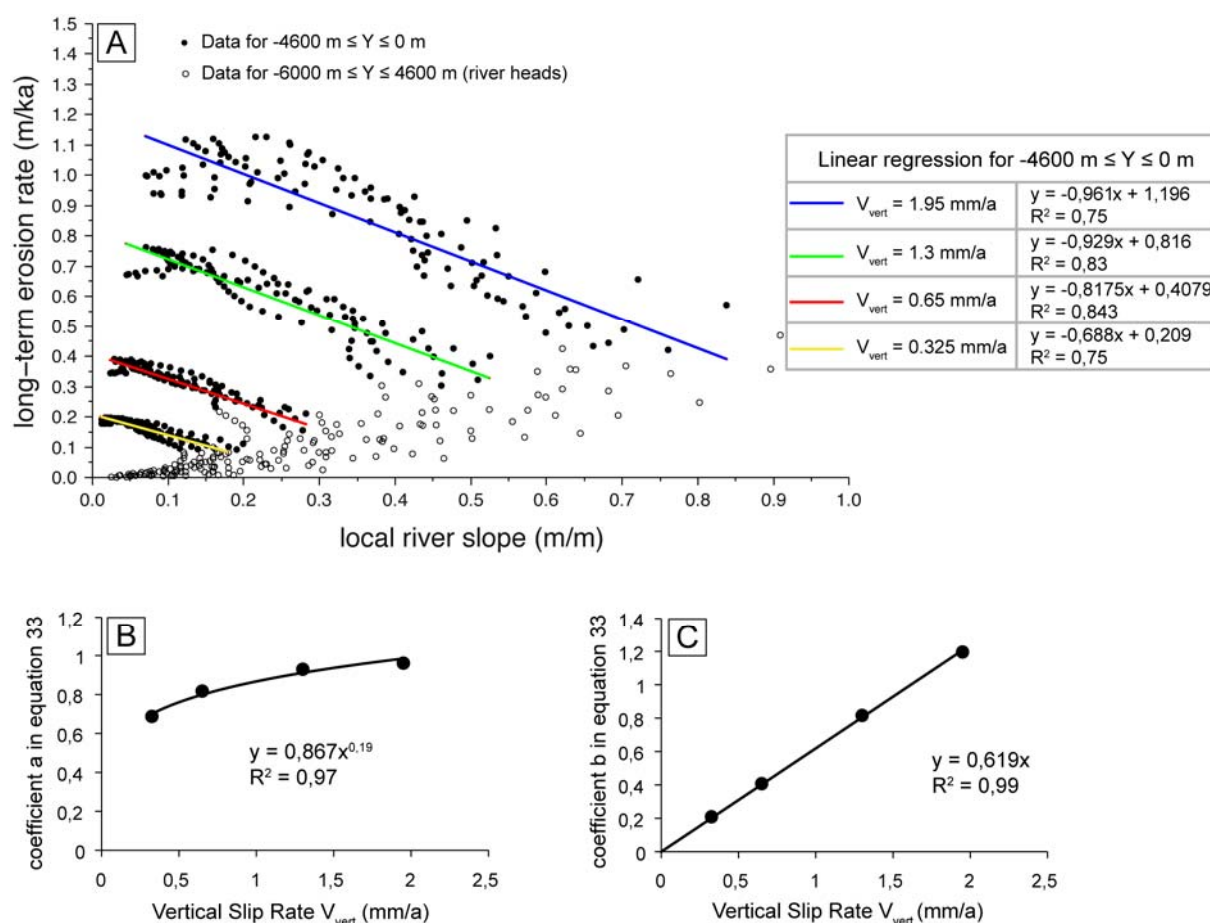 A
Data for -4600 m ≤ Y ≤ 0 m
Data for -6000 m ≤ Y ≤ 4600 m (river heads)
long–term erosion rate (m/ka)
1.5
1.4
1.3
1.2
1.1
1.0
0.9
0.8
0.7
0.6
0.5
0.4
0.3
0.2
0.1
0.0
0.0 0.1 0.2 0.3 0.4 0.5 0.6 0.7 0.8 0.9 1.0
local river slope (m/m)
Linear regression for -4600 m ≤ Y ≤ 0 m
Vvert = 1.95 mm/a
y = -0,961x + 1,196
R² = 0,75
Vvert = 1.3 mm/a
y = -0,929x + 0,816
R² = 0,83
Vvert = 0.65 mm/a
y = -0,8175x + 0,4079
R² = 0,843
Vvert = 0.325 mm/a
y = -0,688x + 0,209
R² = 0,75
B
coefficient a in equation 33
1,2
1
0,8
0,6
0,4
0,2
0
y = 0,867x^0,19
R² = 0,97
0 0,5 1 1,5 2 2,5
Vertical Slip Rate Vvert (mm/a)
C
coefficient b in equation 33
1,4
1,2
1
0,8
0,6
0,4
0,2
0
y = 0,619x
R² = 0,99
0 0,5 1 1,5 2 2,5
Vertical Slip Rate Vvert (mm/a)